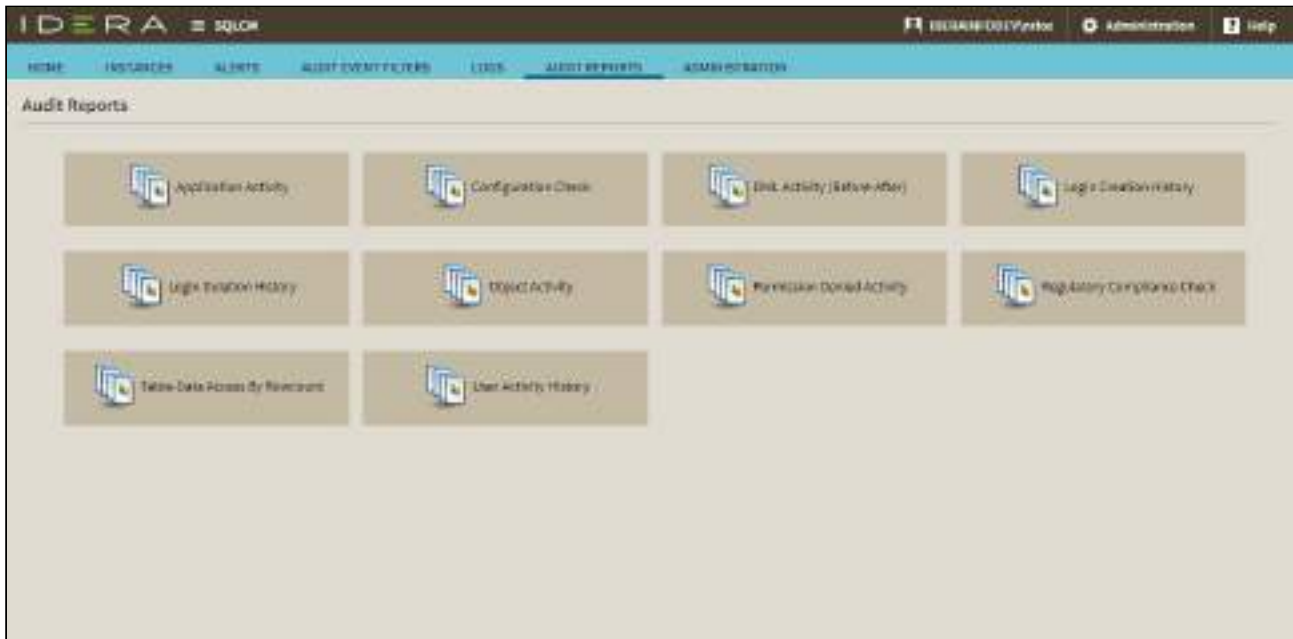 IDERA SQLCM Administration Help
HOME INSTANCES ALERTS AUDIT EVENT FILTERS LOGS AUDIT REPORTS ADMINISTRATION
Audit Reports
Application Activity
Configuration Check
DML Activity (Before-After)
Login Creation History
Login Deletion History
Object Activity
Permission Denied Activity
Regulatory Compliance Check
Table Data Access By Rowcount
User Activity History